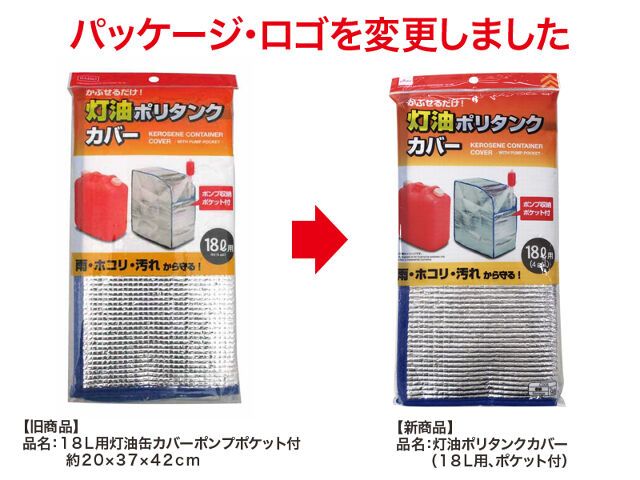 パッケージ・ロゴを変更しました
かぶせるだけ！
灯油ポリタンク
カバー
KEROSENE CONTAINER
COVER - WITH PUMP POCKET -
ポンプ収納
ポケット付
18ℓ用
雨・ホコリ・汚れから守る！
かぶせるだけ！
灯油ポリタンク
カバー
KEROSENE CONTAINER
COVER - WITH PUMP POCKET -
ポンプ収納
ポケット付
18ℓ用
雨・ホコリ・汚れから守る！
【旧商品】
品名：１８Ｌ用灯油缶カバーポンプポケット付
約２０×３７×４２ｃｍ
【新商品】
品名：灯油ポリタンクカバー
（１８Ｌ用、ポケット付）